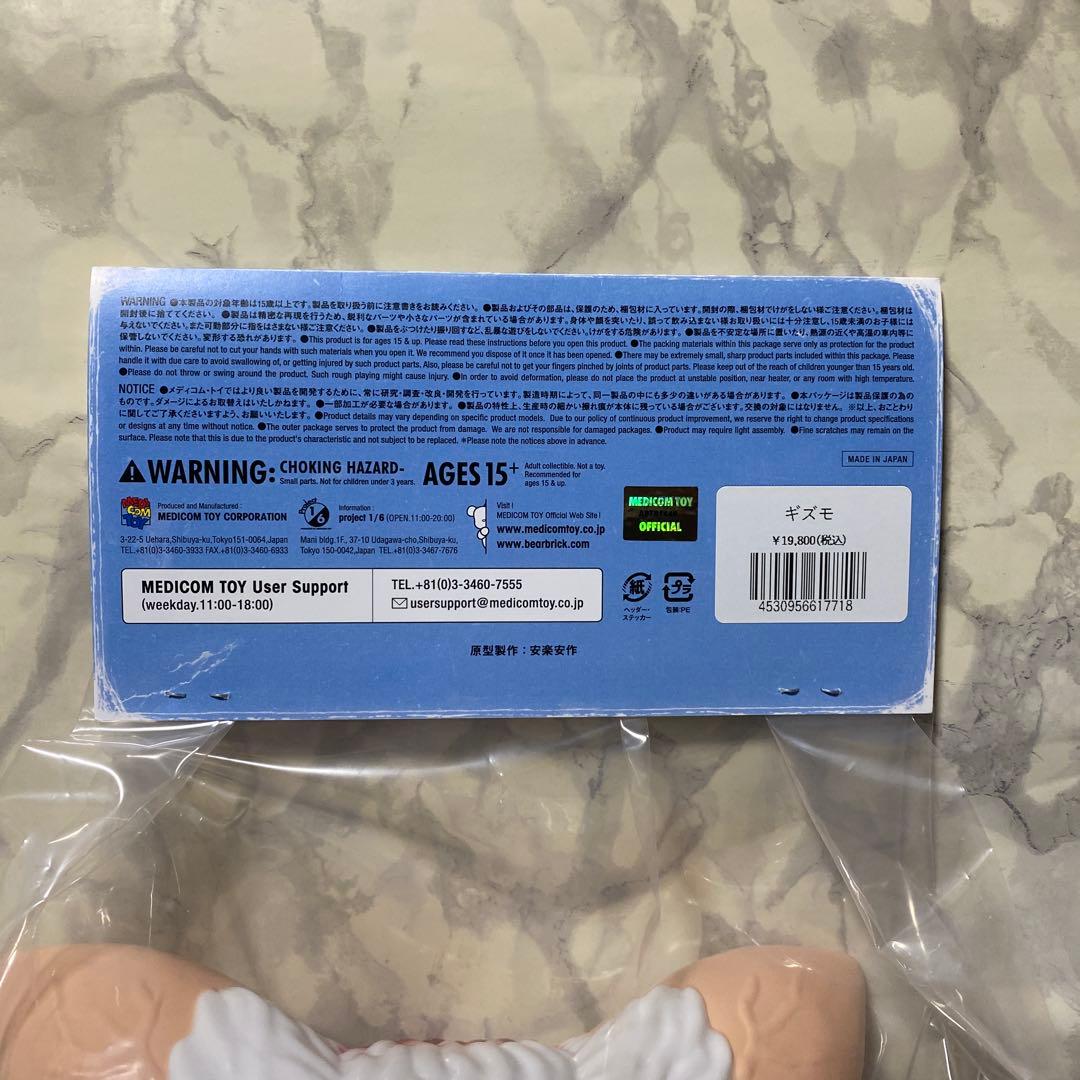 WARNING ●本製品の対象年齢は15歳以上です。製品を取り扱う前に注意書きをお読みください。●製品およびその部品は、保護のため、梱包材に入っています。開封の際、梱包材でけがをしない様ご注意ください。梱包材は
開封後に捨ててください。●製品は精密な再現を行うため、鋭利なパーツや小さなパーツが含まれている場合があります。身体や顔を突いたり、誤って飲み込まない様お取り扱いには十分注意し、15歳未満のお子様には
与えないでください。また可動部分に指をはさまない様ご注意ください。●製品をぶつけたり振り回すなど、乱暴な遊びをしないでください。けがをする危険があります。●製品を不安定な場所に置いたり、熱源の近くや高温の車内等に
保管しないでください。変形する恐れがあります。●This product is for ages 15 & up. Please read these instructions before you open this product. ●The packing materials within this package serve only as protection for the product
within. Please be careful not to cut your hands with such materials when you open it. We recommend you dispose of it once it has been opened. ●There may be extremely small, sharp product parts included within this package. Please
handle it with due care to avoid swallowing of, or getting injured by such product parts. Also, please be careful not to get your fingers pinched by joints of product parts. Please keep out of the reach of children younger than 15 years old.
●Please do not throw or swing around the product. Such rough playing might cause injury. ●In order to avoid deformation, please do not place the product at unstable position, near heater, or any room with high temperature.
NOTICE ●メディコム・トイではより良い製品を開発するために、常に研究・調査・改良・開発を行っています。製造時期によって、同一製品の中にも多少の違いがある場合があります。●本パッケージは製品保護の為の
ものです。ダメージによるお取替えはいたしかねます。●一部加工が必要な場合があります。●製品の特性上、生産時の細かい擦れ痕が本体に残っている場合がございます。交換の対象にはなりません。※以上、おことわり
に関してご了承くださいますよう、お願いいたします。●Product details may vary depending on specific product models. Due to our policy of continuous product improvement, we reserve the right to change product specifications
or designs at any time without notice. ●The outer package serves to protect the product from damage. We are not responsible for damaged packages. ●Product may require light assembly. ●Fine scratches may remain on the
surface. Please note that this is due to the product's characteristic and not subject to be replaced. *Please note the notices above in advance.
MADE IN JAPAN
WARNING: CHOKING HAZARD-
Small parts. Not for children under 3 years.
AGES 15+
Adult collectible. Not a toy.
Recommended for
ages 15 & up.
MEDI
COM
TOY
Produced and Manufactured :
MEDICOM TOY CORPORATION
3-22-5 Uehara,Shibuya-ku,Tokyo151-0064,Japan
TEL.+81(0)3-3460-3933 FAX.+81(0)3-3460-6933
Project
1/6
Information :
project 1/6 (OPEN.11:00-20:00)
Mani bldg.1F., 37-10 Udagawa-cho,Shibuya-ku,
Tokyo 150-0042,Japan TEL.+81(0)3-3467-7676
Visit !
MEDICOM TOY Official Web Site !
www.medicomtoy.co.jp
www.bearbrick.com
MEDICOM TOY
OFFICIAL
ギズモ
¥19,800(税込)
4530956617718
MEDICOM TOY User Support
(weekday.11:00-18:00)
TEL.+81(0)3-3460-7555
usersupport@medicomtoy.co.jp
紙
ヘッダー・
ステッカー
プラ
包装:PE
原型製作：安楽安作